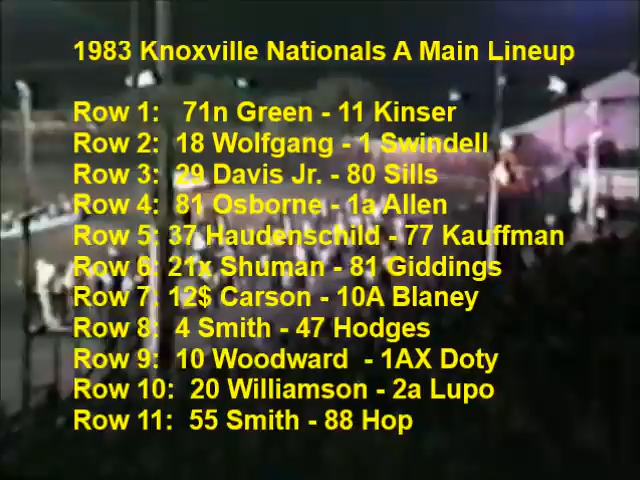 1983 Knoxville Nationals A Main Lineup
Row 1: 71n Green - 11 Kinser
Row 2: 18 Wolfgang - 1 Swindell
Row 3: 29 Davis Jr. - 80 Sills
Row 4: 81 Osborne - 1a Allen
Row 5: 37 Haudenschild - 77 Kauffman
Row 6: 21x Shuman - 81 Giddings
Row 7: 12$ Carson - 10A Blaney
Row 8: 4 Smith - 47 Hodges
Row 9: 10 Woodward - 1AX Doty
Row 10: 20 Williamson - 2a Lupo
Row 11: 55 Smith - 88 Hop